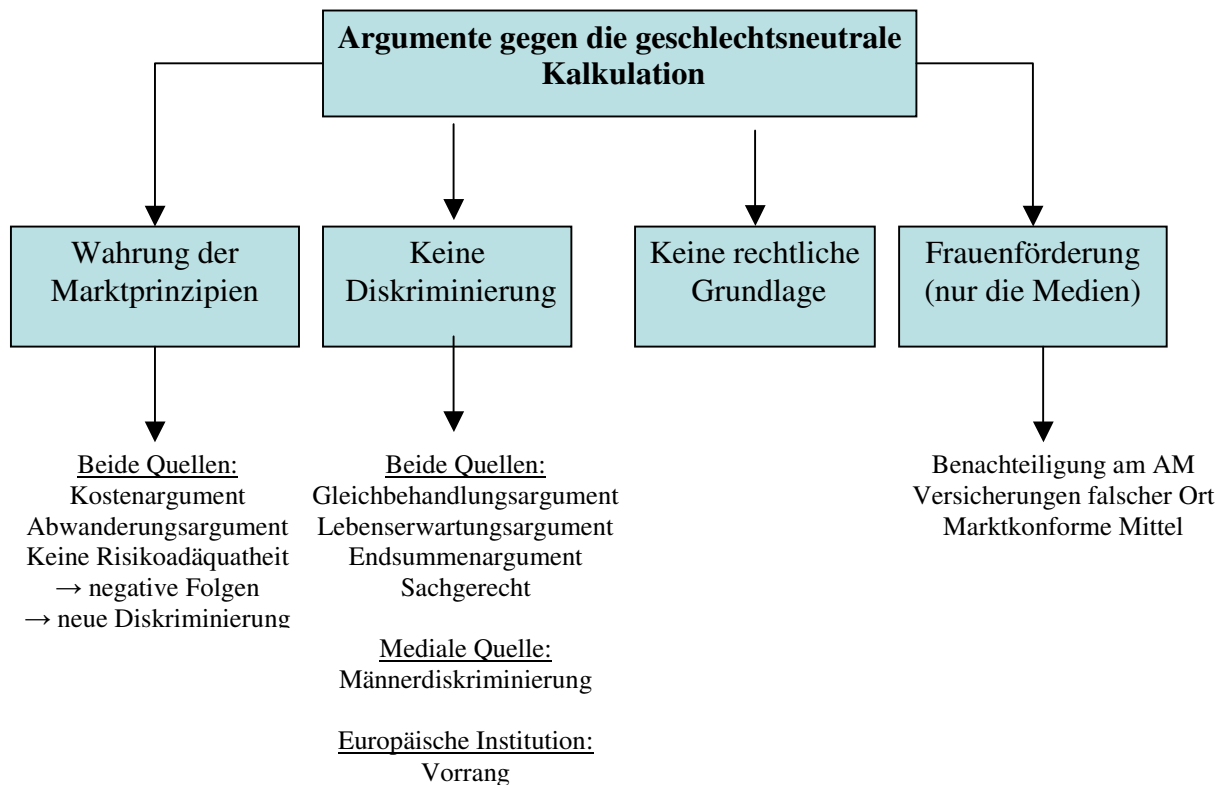 Argumente gegen die geschlechtsneutrale
Kalkulation
Wahrung der
Marktprinzipien
Keine
Diskriminierung
Keine rechtliche
Grundlage
Frauenförderung
(nur die Medien)
Beide Quellen:
Kostenargument
Abwanderungsargument
Keine Risikoadäquatheit
→ negative Folgen
→ neue Diskriminierung
Beide Quellen:
Gleichbehandlungsargument
Lebenserwartungsargument
Endsummenargument
Sachgerecht
Mediale Quelle:
Männerdiskriminierung
Europäische Institution:
Vorrang
Benachteiligung am AM
Versicherungen falscher Ort
Marktkonforme Mittel